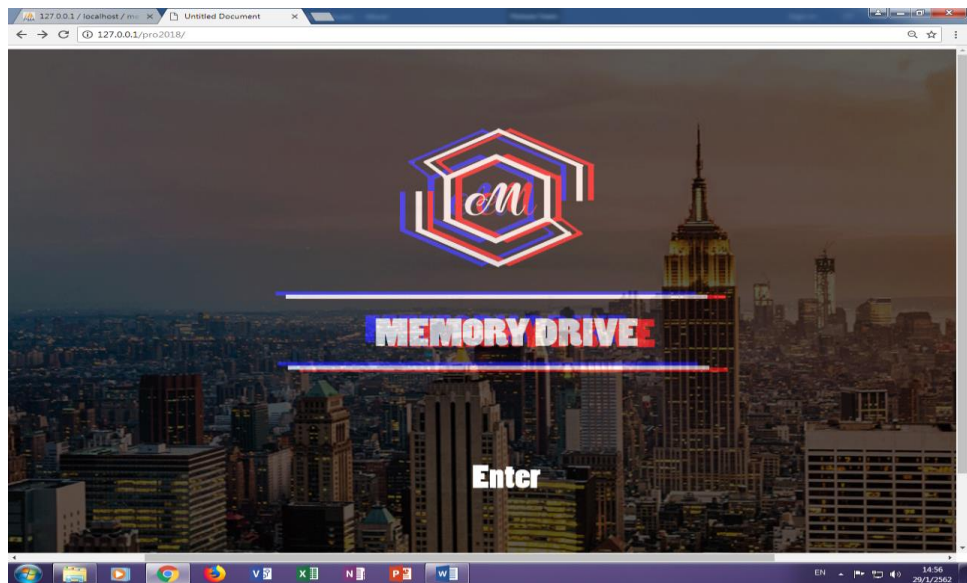 127.0.0.1 / localhost / m
Untitled Document
127.0.0.1/pro2018/
M
MEMORY DRIVE
Enter
EN
14:56
29/1/2562